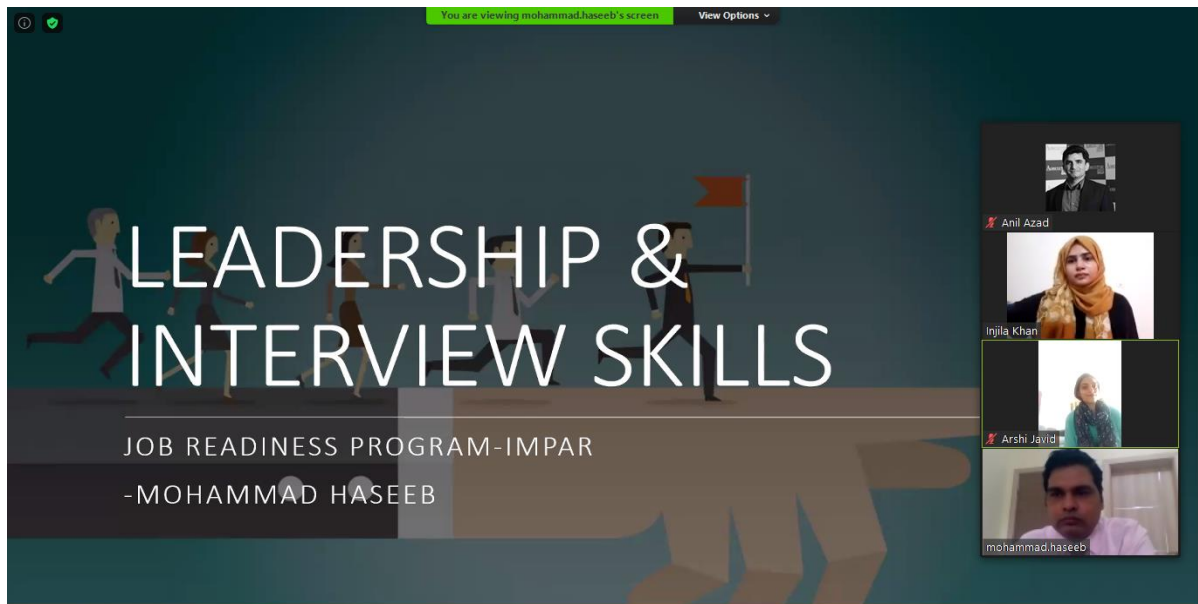 You are viewing mohammad.haseeb's screen
View Options
LEADERSHIP &
INTERVIEW SKILLS
JOB READINESS PROGRAM-IMPAR
-MOHAMMAD HASEEB
Anil Azad
Injila Khan
Arshi Javid
mohammad.haseeb